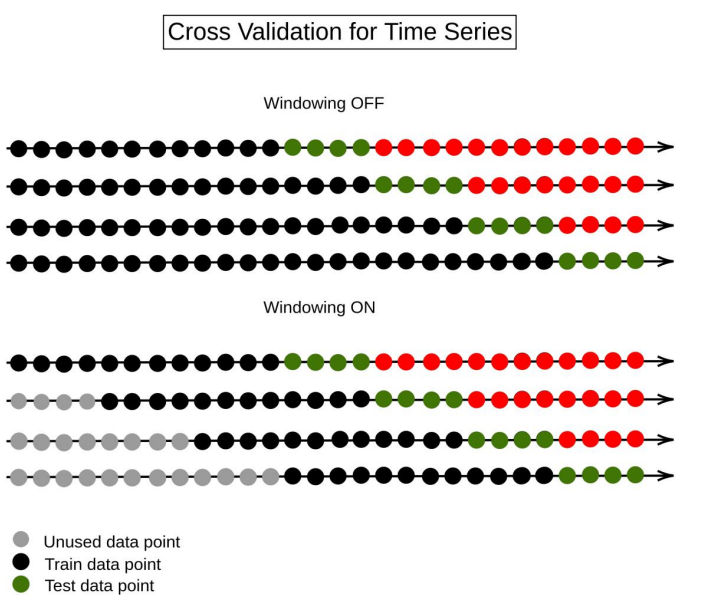 Cross Validation for Time Series
Windowing OFF
Windowing ON
Unused data point
Train data point
Test data point